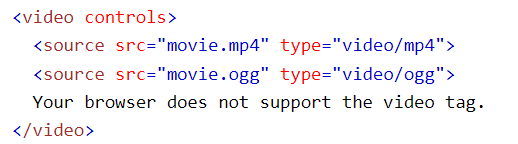 <video controls>
<source src="movie.mp4" type="video/mp4">
<source src="movie.ogg" type="video/ogg">
Your browser does not support the video tag.
</video>